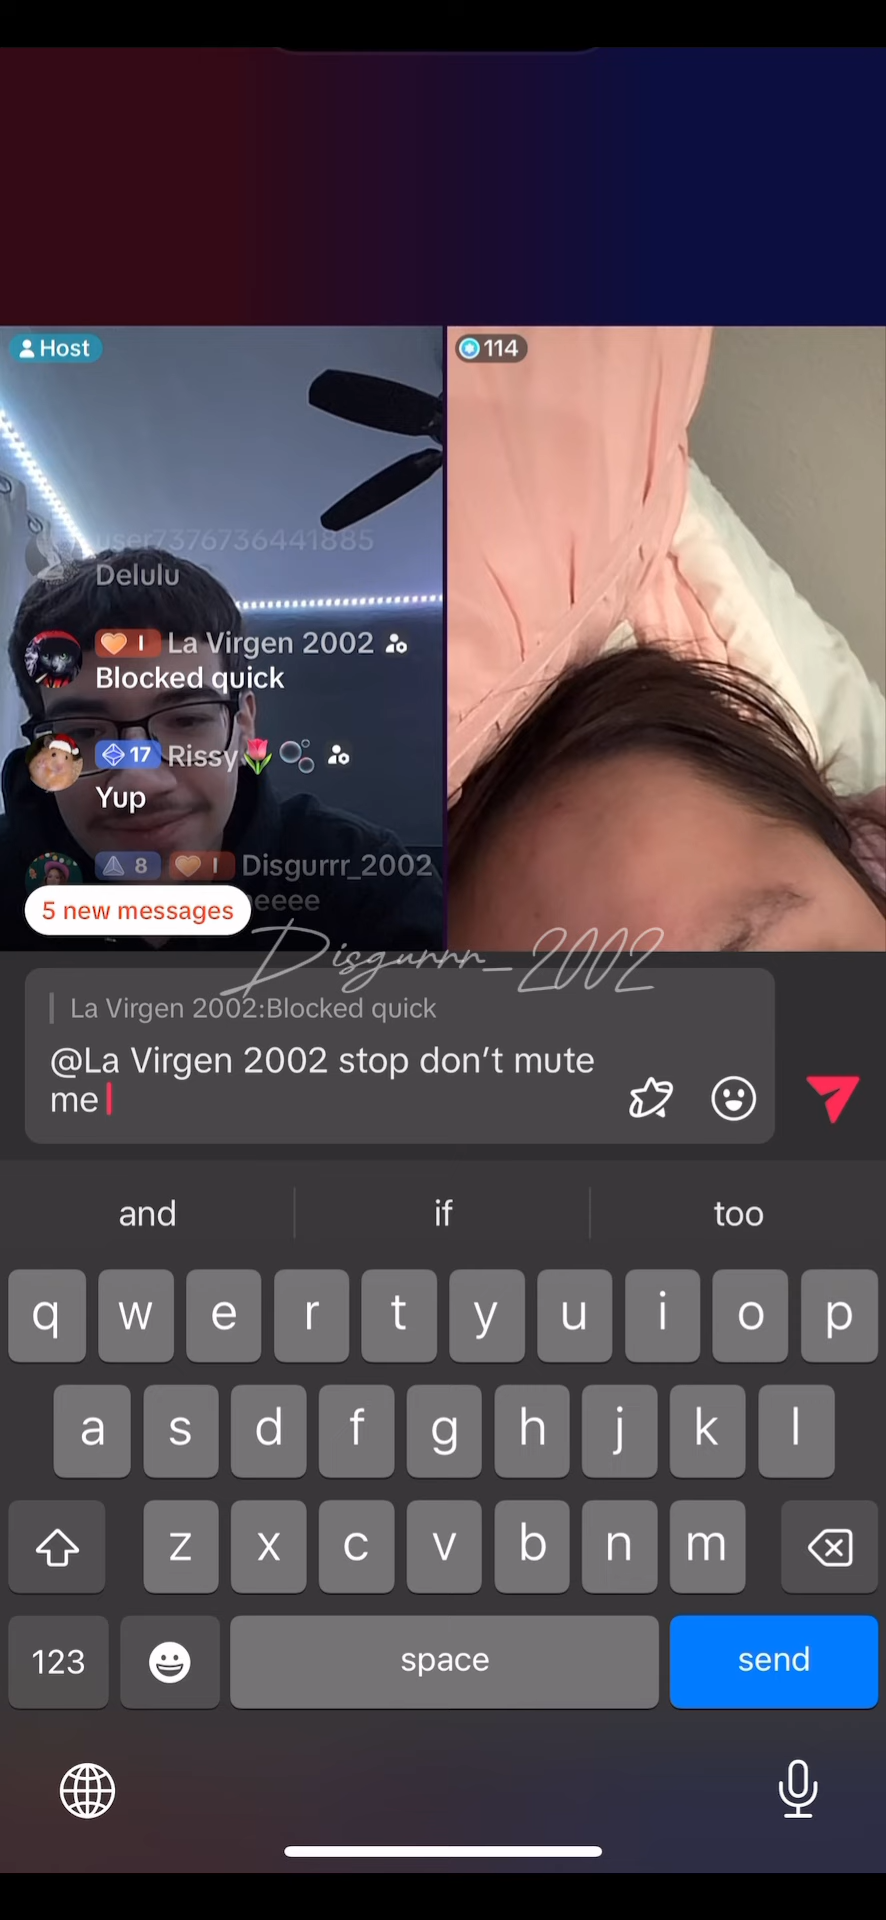 Host
114
user7376736441885
Delulu
I La Virgen 2002
Blocked quick
17 Rissy
Yup
8 I Disgurrr_2002
eeee
5 new messages
Disgurrr_2002
La Virgen 2002:Blocked quick
@La Virgen 2002 stop don’t mute
me
and if too
q w e r t y u i o p
a s d f g h j k l
z x c v b n m
123 space send